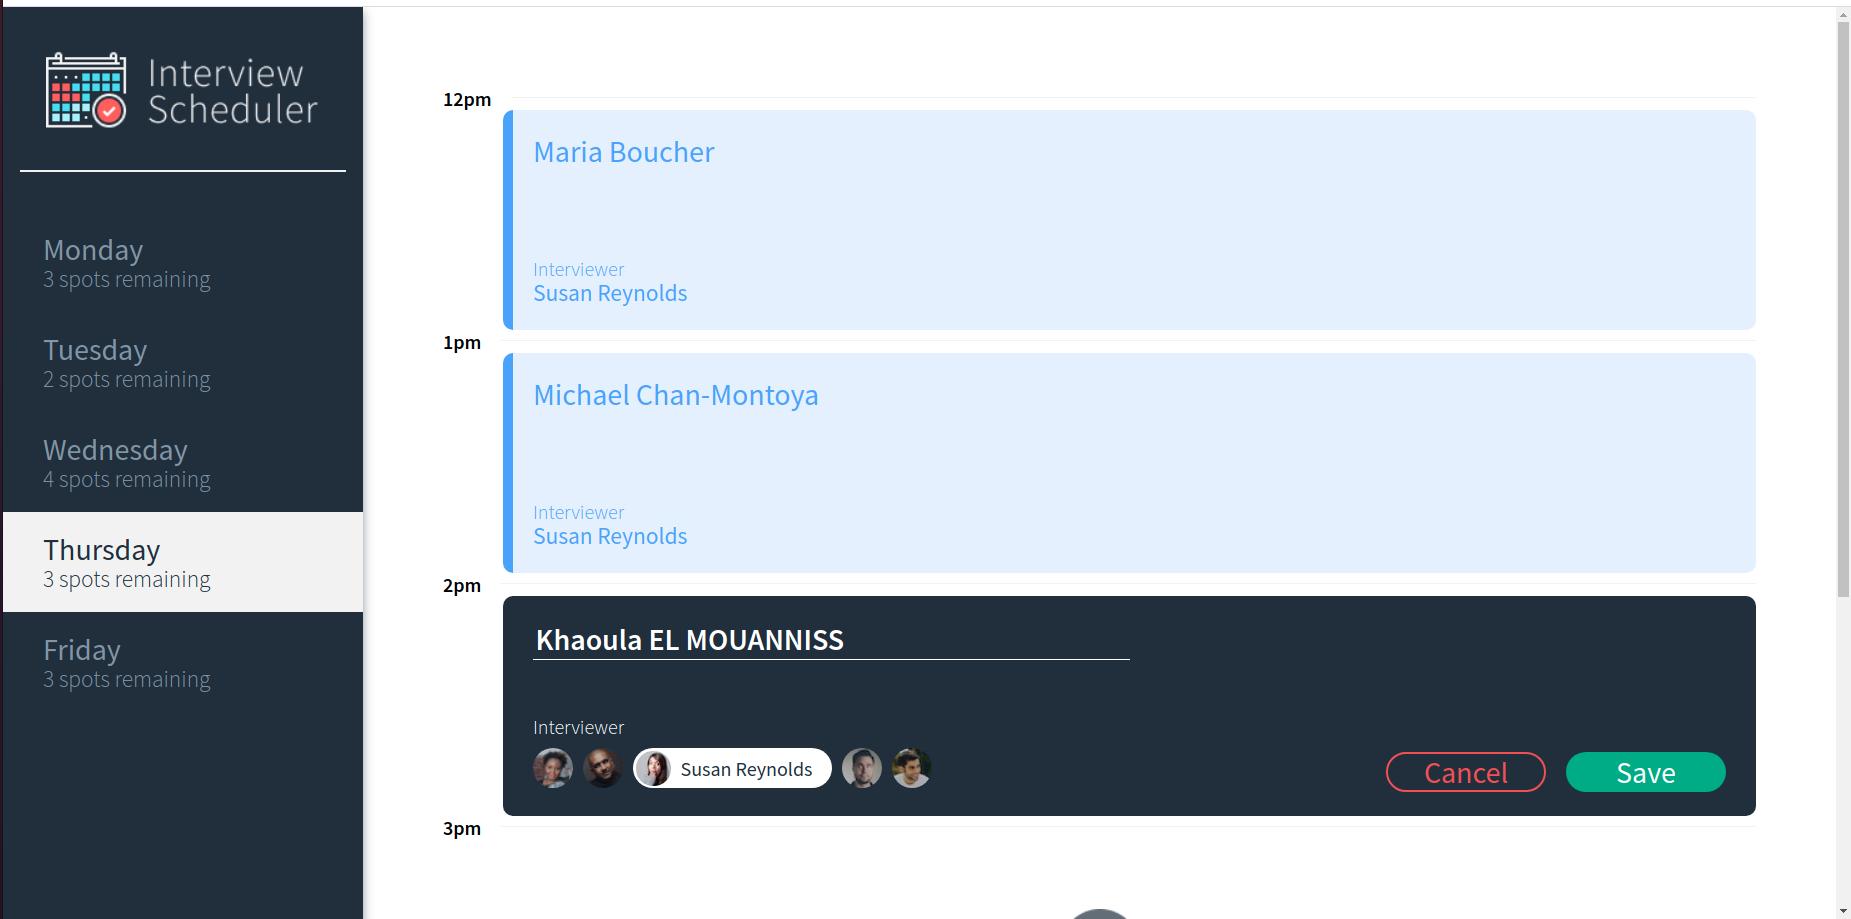 Interview
Scheduler
Monday
3 spots remaining
Tuesday
2 spots remaining
Wednesday
4 spots remaining
Thursday
3 spots remaining
Friday
3 spots remaining
12pm
Maria Boucher
Interviewer
Susan Reynolds
1pm
Michael Chan-Montoya
Interviewer
Susan Reynolds
2pm
Khaoula EL MOUANNISS
Interviewer
Susan Reynolds
Cancel
Save
3pm